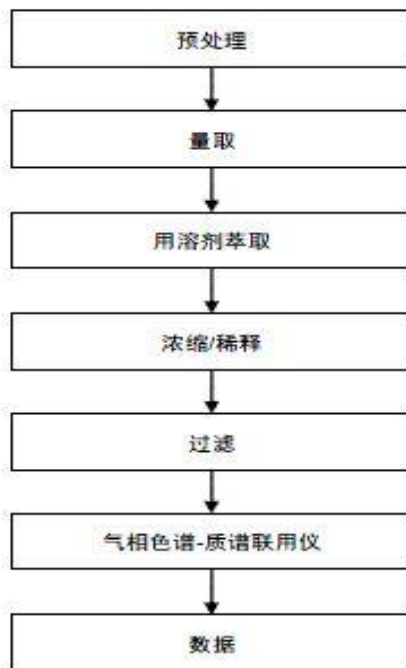 预处理
量取
用溶剂萃取
浓缩/稀释
过滤
气相色谱-质谱联用仪
数据